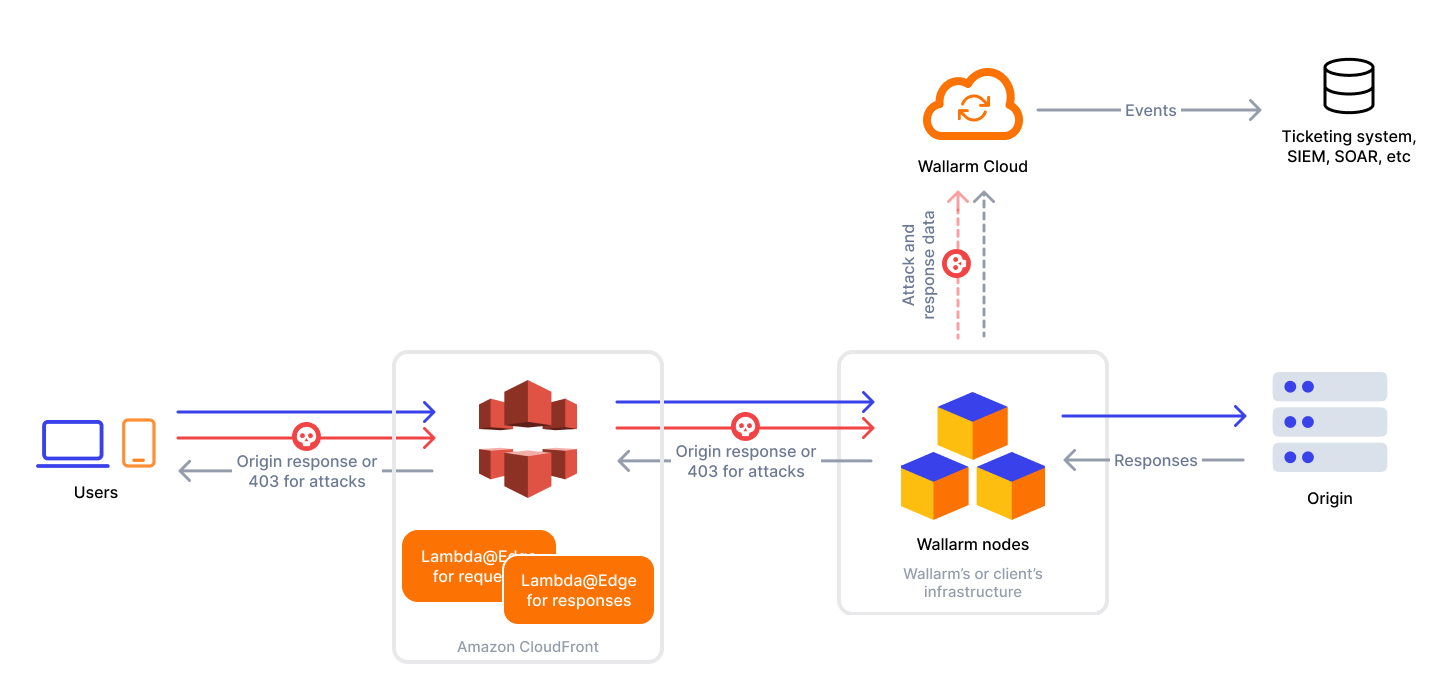 Wallarm Cloud
Events
Ticketing system,
SIEM, SOAR, etc
Attack and
response data
Users
Origin response or
403 for attacks
Lambda@Edge
for reque
Lambda@Edge
for responses
Amazon CloudFront
Origin response or
403 for attacks
Wallarm nodes
Wallarm’s or client’s
infrastructure
Responses
Origin